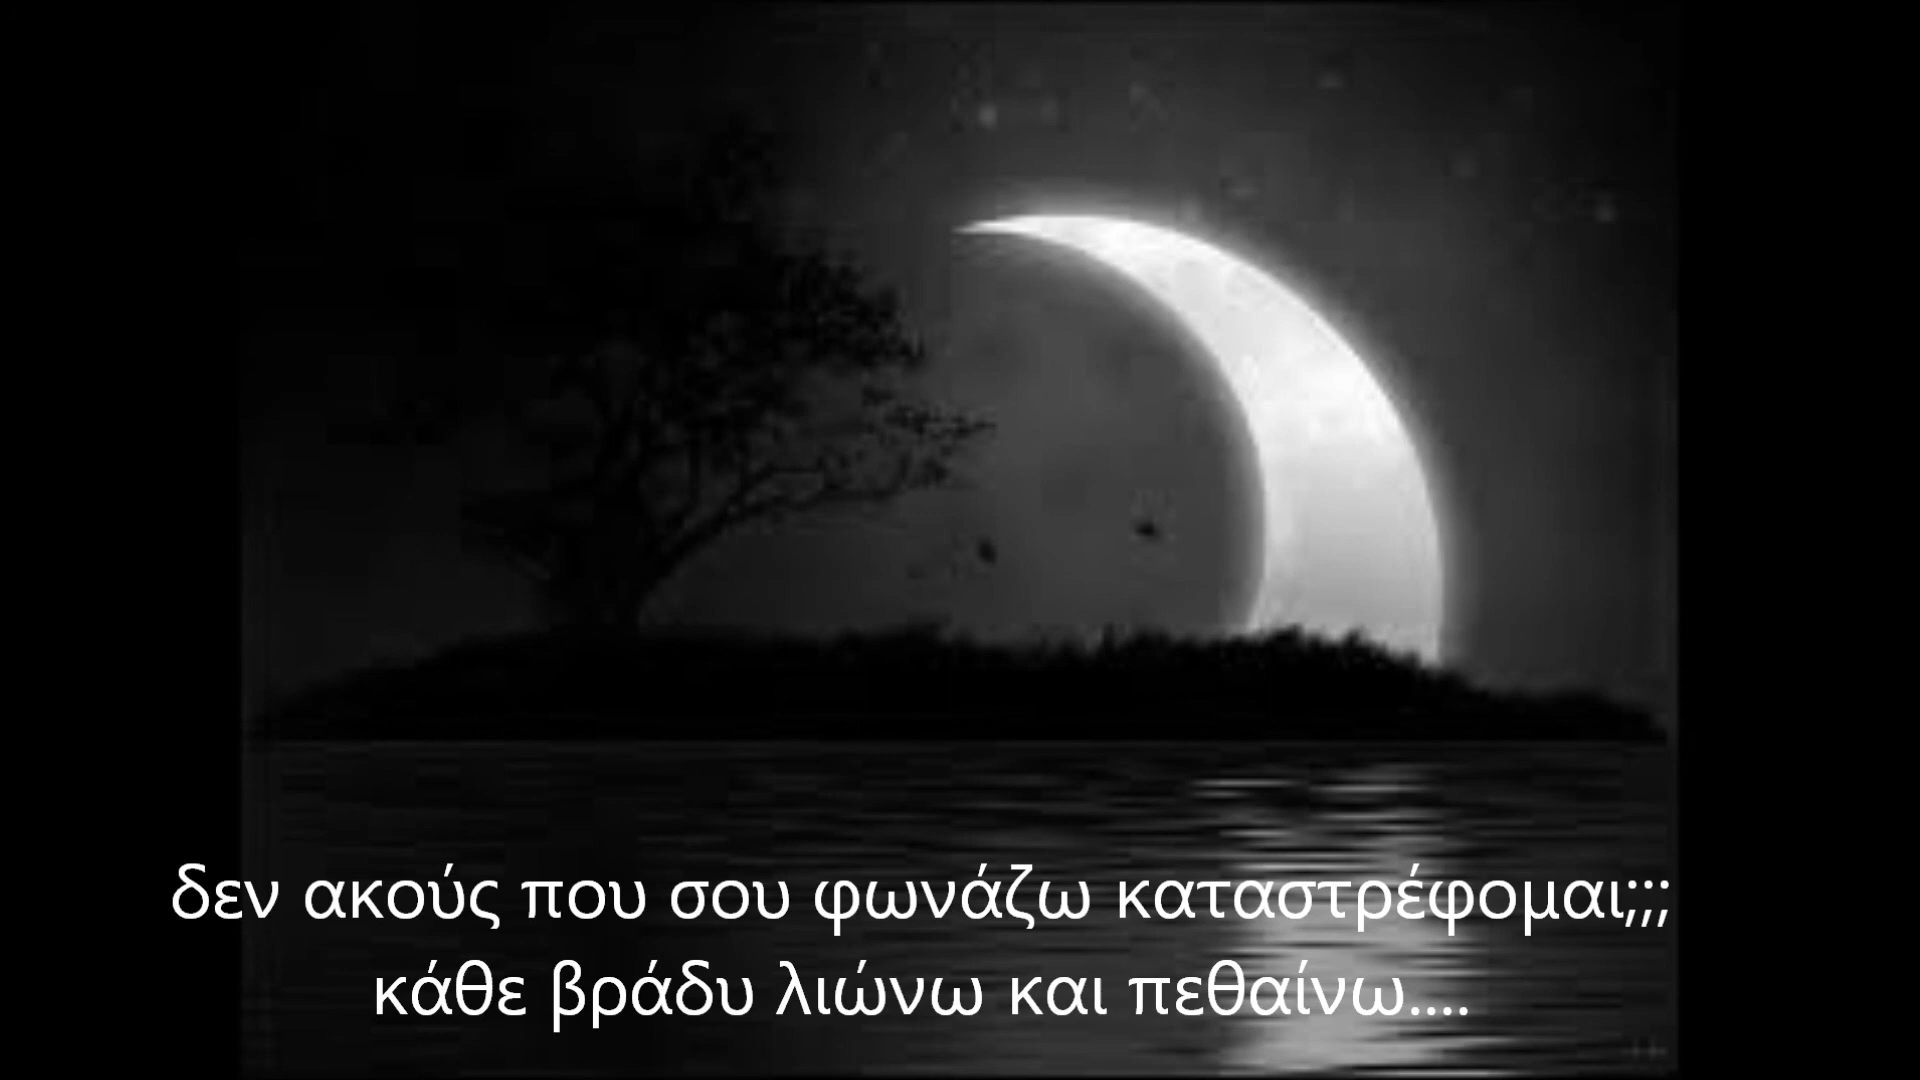 δεν ακούς που σου φωνάζω καταστρέφομαι;;;
κάθε βράδυ λιώνω και πεθαίνω....